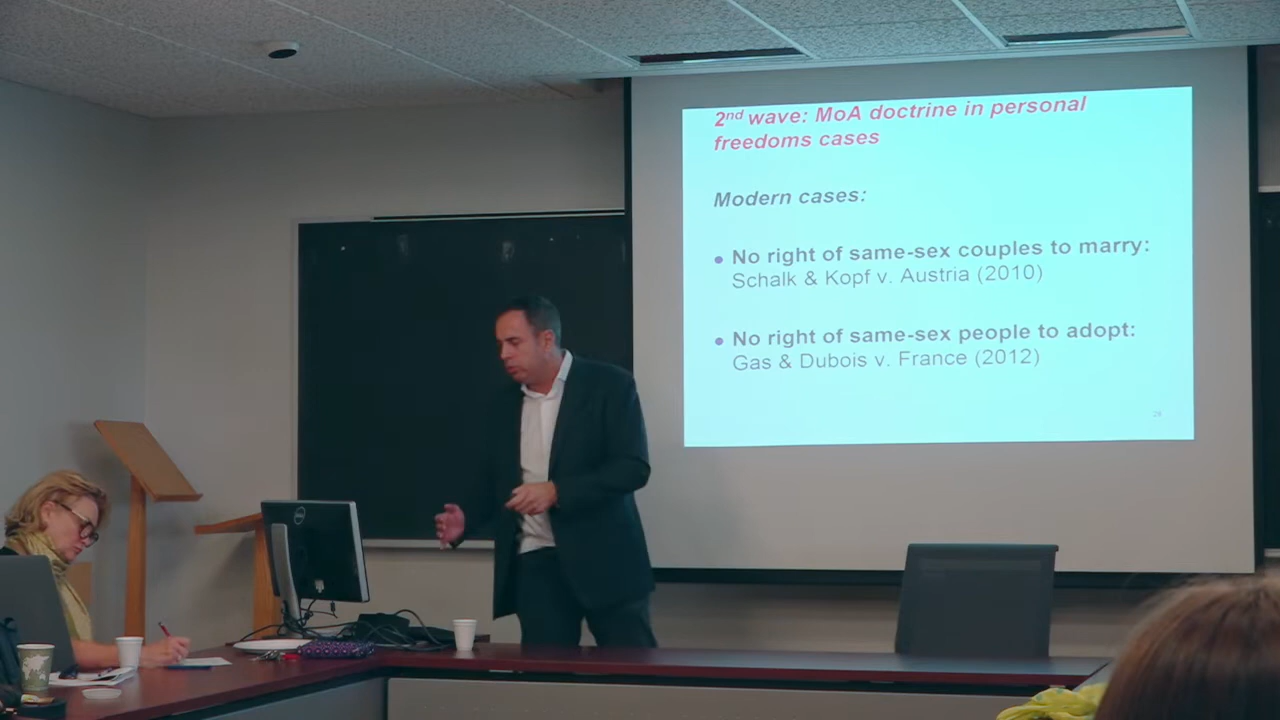 2nd wave: MoA doctrine in personal
freedoms cases
Modern cases:
• No right of same-sex couples to marry:
Schalk & Kopf v. Austria (2010)
• No right of same-sex people to adopt:
Gas & Dubois v. France (2012)
DELL